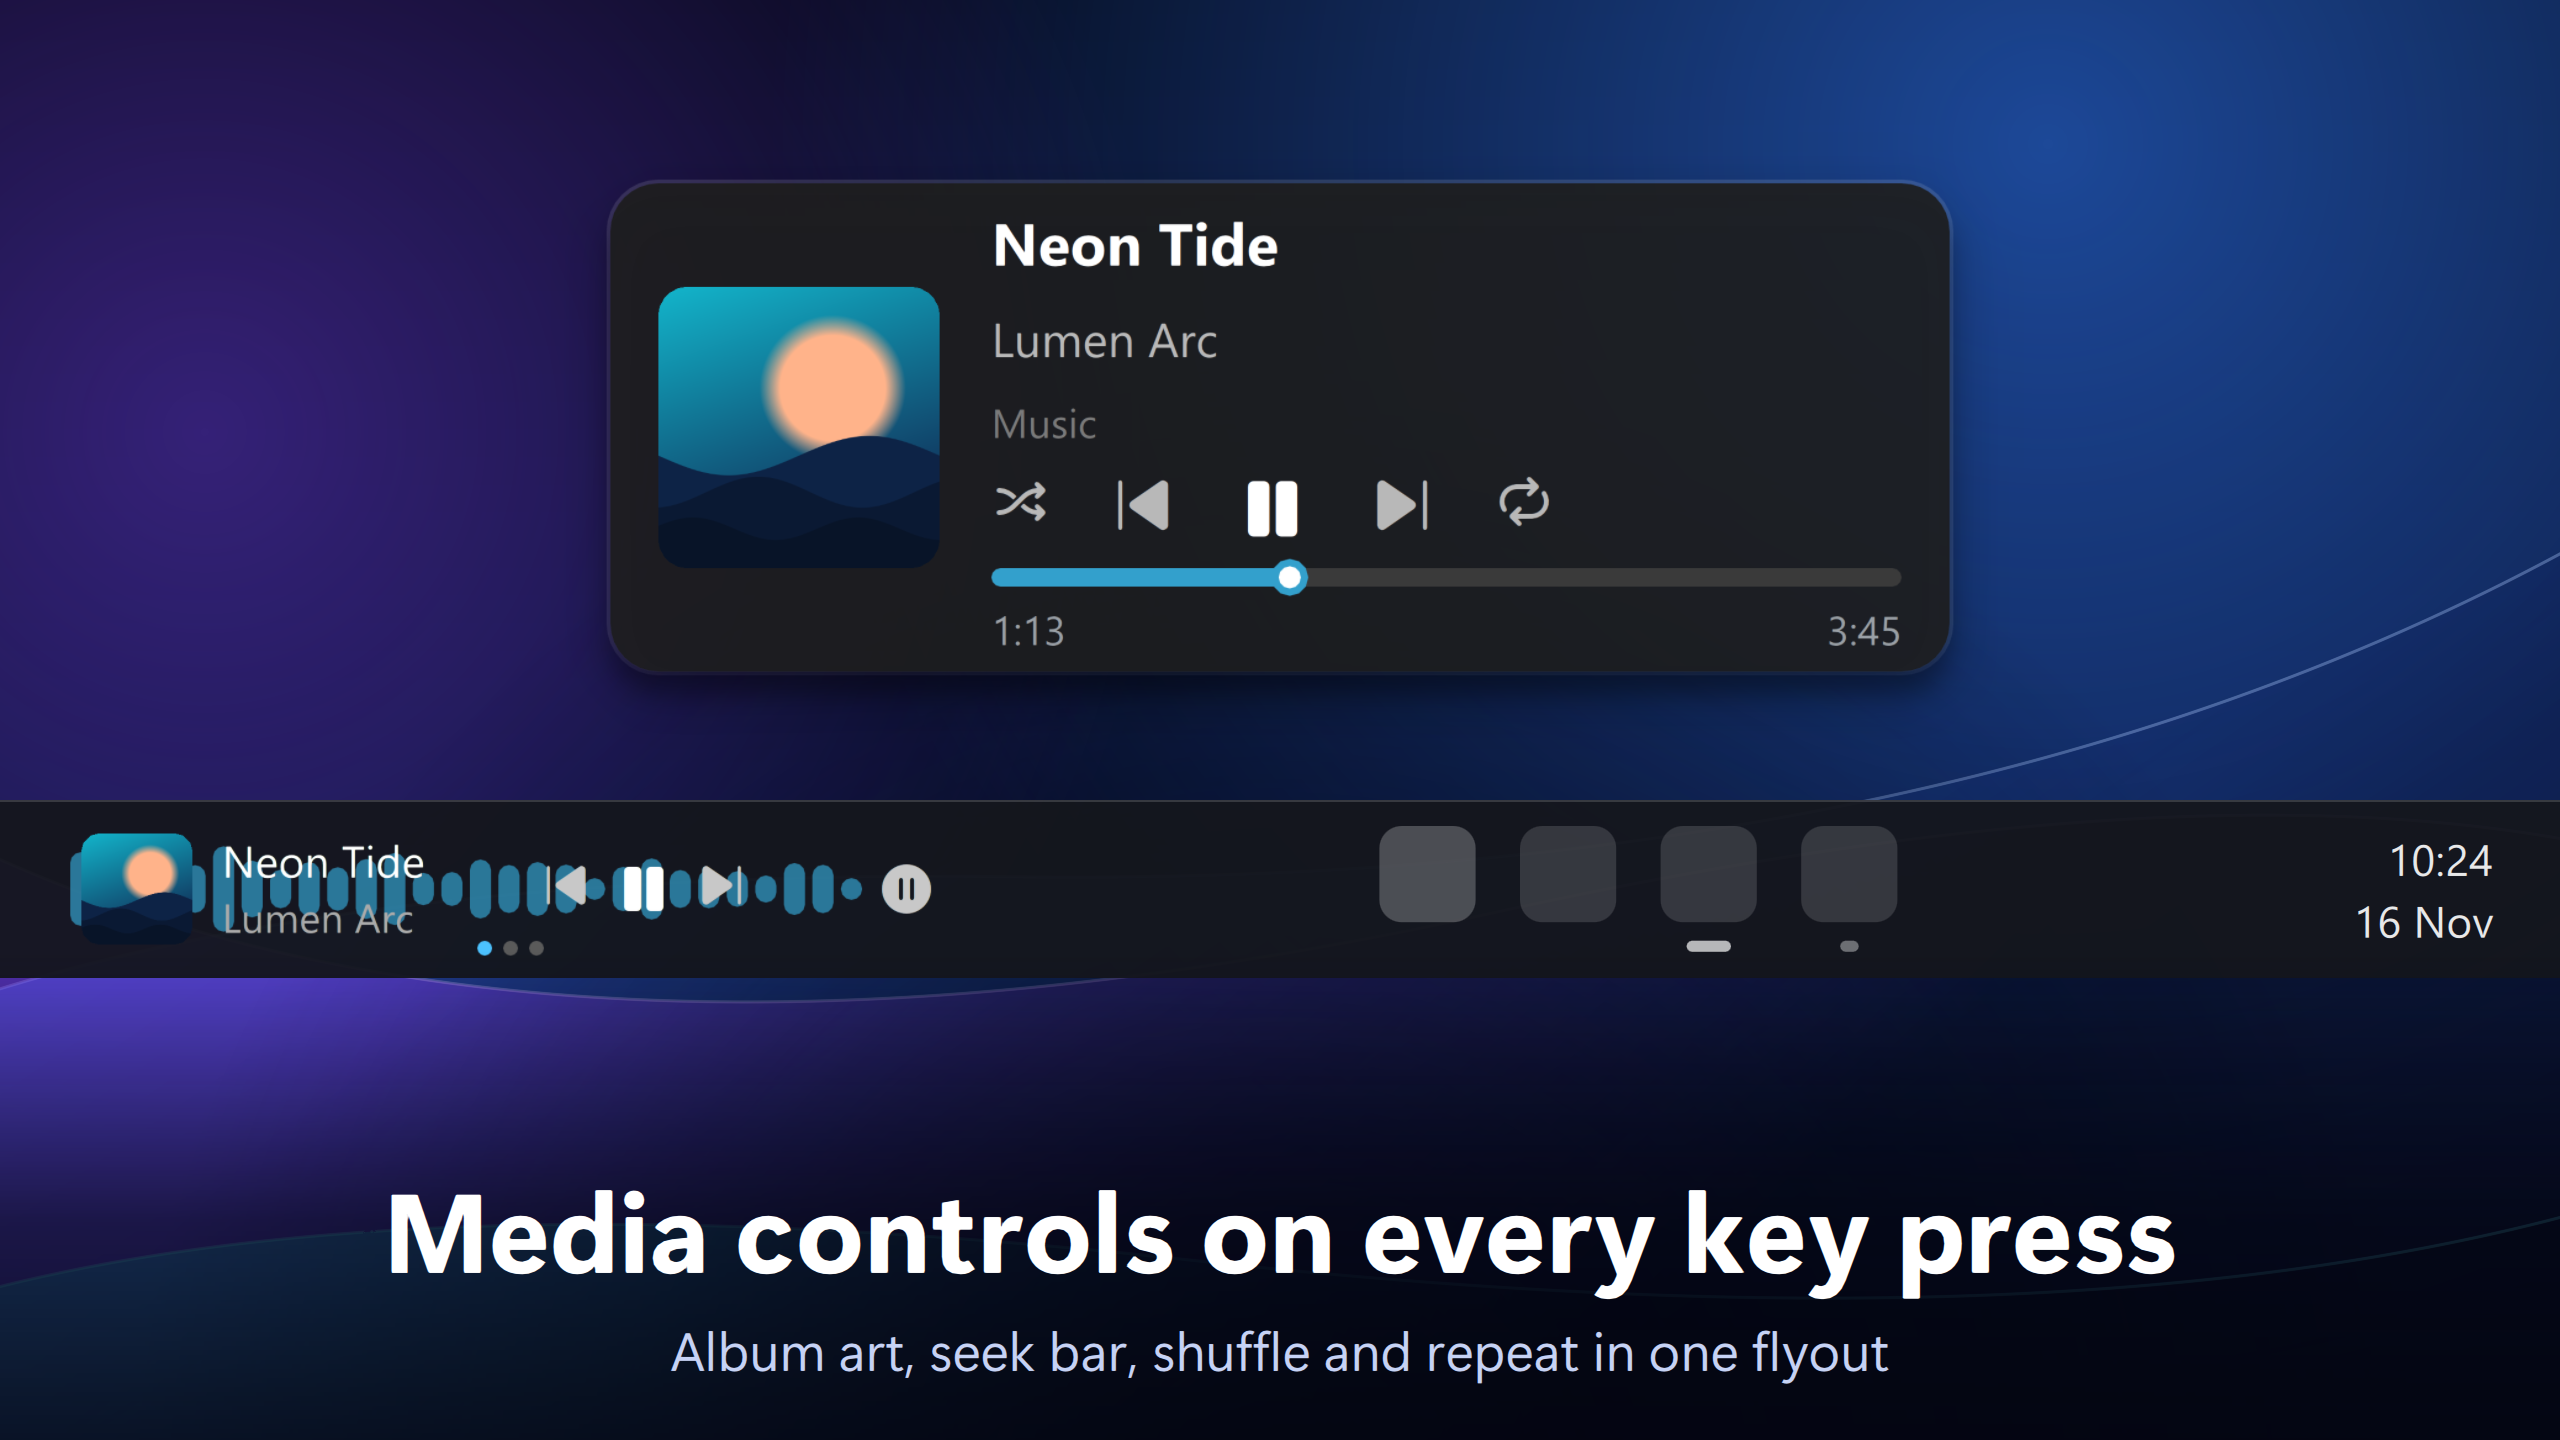 Neon Tide
Lumen Arc
Music
1:13
3:45
Neon Tide
Lumen Arc
10:24
16 Nov
Media controls on every key press
Album art, seek bar, shuffle and repeat in one flyout